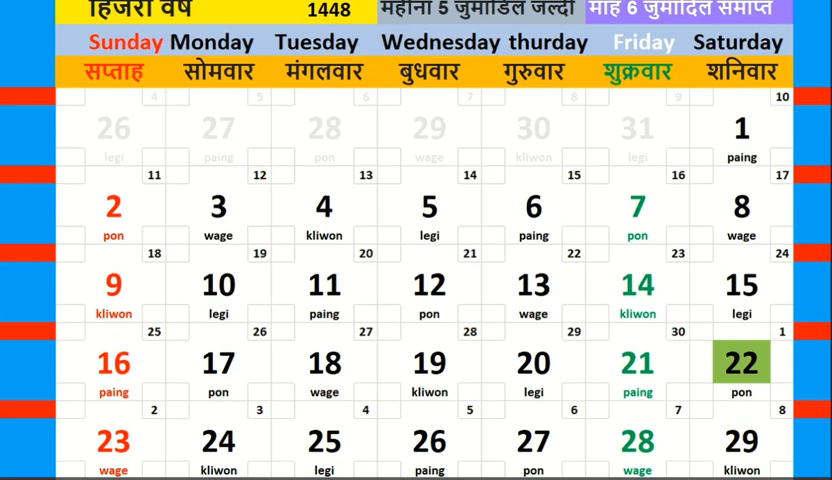 हिजरी वर्ष 1448 महीना 5 जुमादिल जल्दी माह 6 जुमादिल समाप्त
Sunday Monday Tuesday Wednesday thurday Friday Saturday
सप्ताह सोमवार मंगलवार बुधवार गुरुवार शुक्रवार शनिवार
4 5 6 7 8 9 10
26 27 28 29 30 31 1
legi paing pon wage kliwon legi paing
11 12 13 14 15 16 17
2 3 4 5 6 7 8
pon wage kliwon legi paing pon wage
18 19 20 21 22 23 24
9 10 11 12 13 14 15
kliwon legi paing pon wage kliwon legi
25 26 27 28 29 30 1
16 17 18 19 20 21 22
paing pon wage kliwon legi paing pon
2 3 4 5 6 7 8
23 24 25 26 27 28 29
wage kliwon legi paing pon wage kliwon